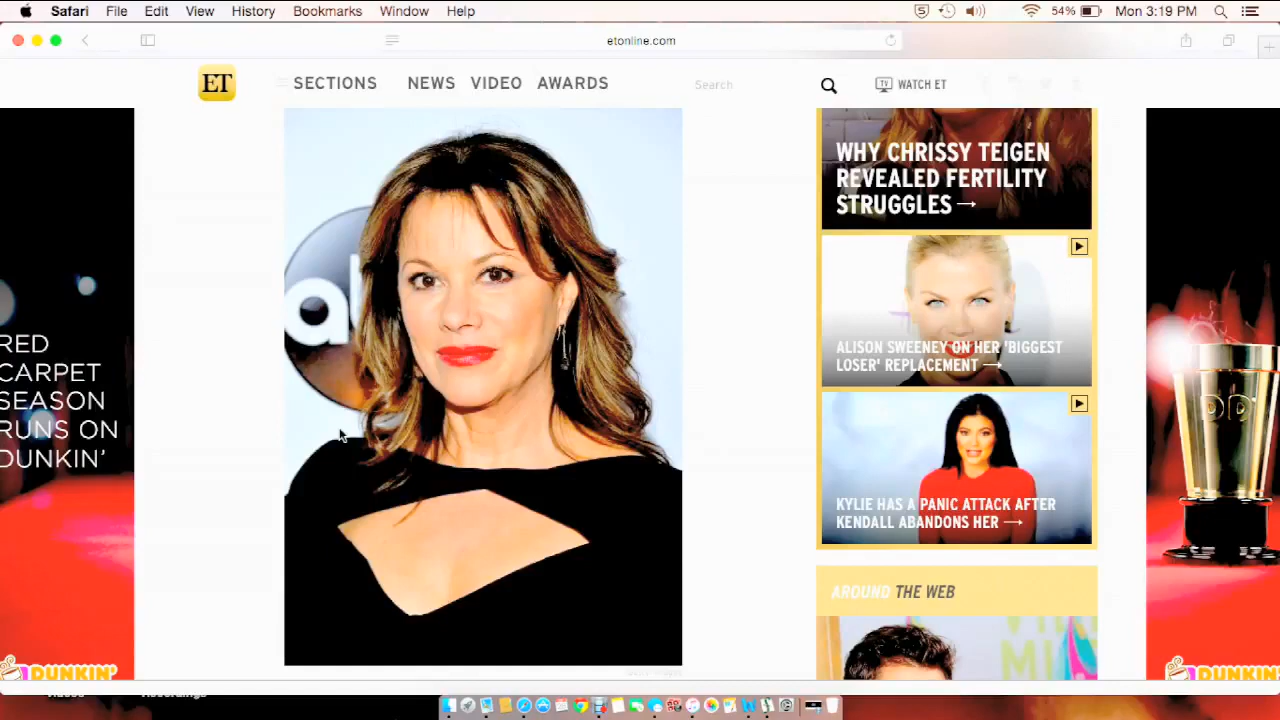 Safari File Edit View History Bookmarks Window Help 54% Mon 3:19 PM
etonline.com
ET SECTIONS NEWS VIDEO AWARDS Search WATCH ET
RED
CARPET
SEASON
RUNS ON
DUNKIN'
DUNKIN'
WHY CHRISSY TEIGEN
REVEALED FERTILITY
STRUGGLES →
ALISON SWEENEY ON HER 'BIGGEST
LOSER' REPLACEMENT →
KYLIE HAS A PANIC ATTACK AFTER
KENDALL ABANDONS HER →
AROUND THE WEB
DD
DUNKIN'